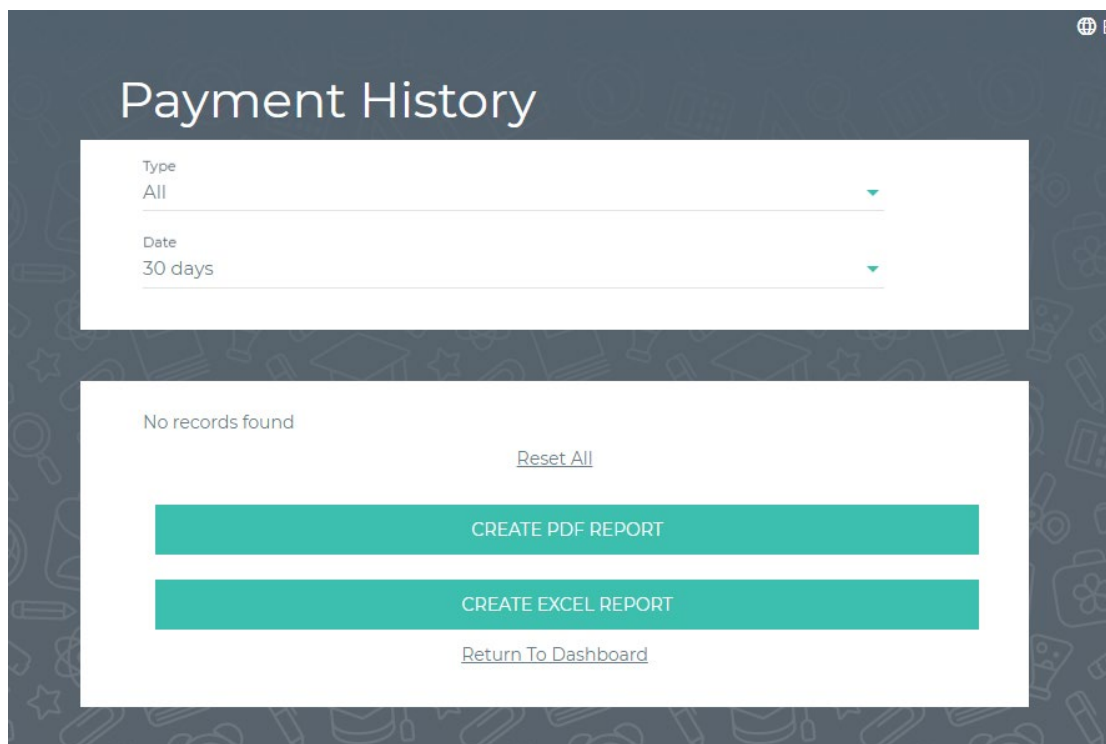 Payment History
Type
All
Date
30 days
No records found
Reset All
CREATE PDF REPORT
CREATE EXCEL REPORT
Return To Dashboard